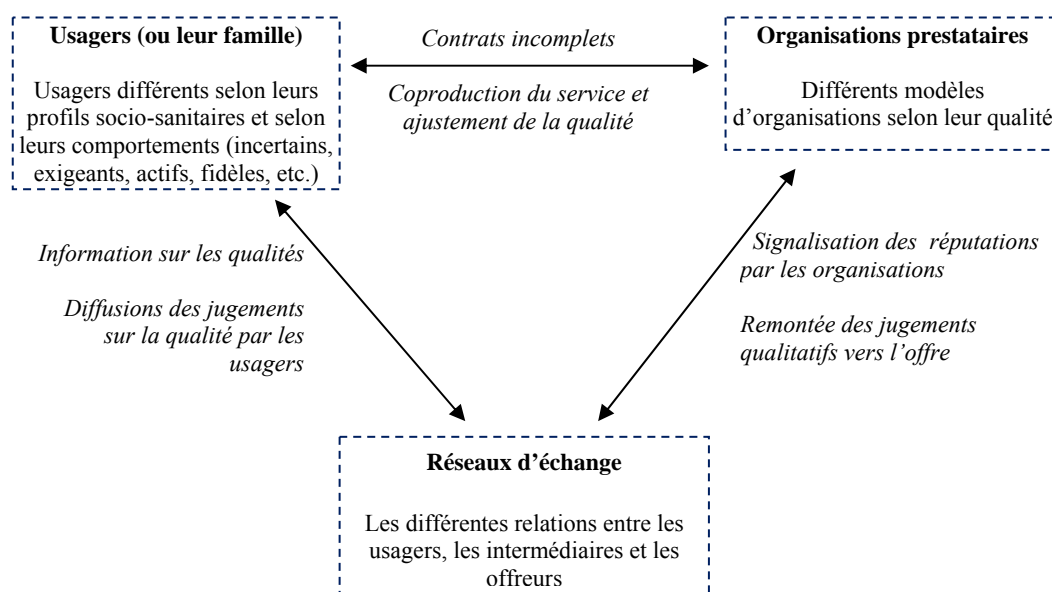 Usagers (ou leur famille)
Usagers différents selon leurs
profils socio-sanitaires et selon
leurs comportements (incertains,
exigeants, actifs, fidèles, etc.)
Contrats incomplets
Coproduction du service et
ajustement de la qualité
Organisations prestataires
Différents modèles
d’organisations selon leur qualité
Information sur les qualités
Diffusions des jugements
sur la qualité par les
usagers
Signalisation des réputations
par les organisations
Remontée des jugements
qualitatifs vers l’offre
Réseaux d’échange
Les différentes relations entre les
usagers, les intermédiaires et les
offreurs